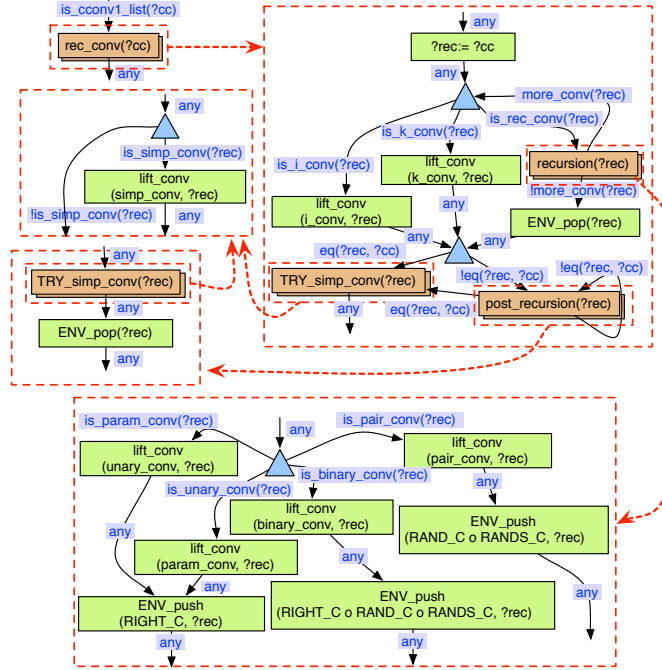 is_cconv1_list(?cc)
rec_conv(?cc)
any
any
is_simp_conv(?rec)
lift_conv
(simp_conv, ?rec)
!is_simp_conv(?rec)
any
any
TRY_simp_conv(?rec)
any
ENV_pop(?rec)
any
any
?rec:= ?cc
any
more_conv(?rec)
is_rec_conv(?rec)
is_k_conv(?rec)
is_i_conv(?rec)
recursion(?rec)
lift_conv
(k_conv, ?rec)
!more_conv(?rec)
lift_conv
(i_conv, ?rec)
any
ENV_pop(?rec)
any
any
eq(?rec, ?cc)
!eq(?rec, ?cc)
!eq(?rec, ?cc)
TRY_simp_conv(?rec)
post_recursion(?rec)
eq(?rec, ?cc)
any
is_param_conv(?rec)
any
is_pair_conv(?rec)
lift_conv
(unary_conv, ?rec)
lift_conv
(pair_conv, ?rec)
is_binary_conv(?rec)
is_unary_conv(?rec)
any
lift_conv
(binary_conv, ?rec)
ENV_push
(RAND_C o RANDS_C, ?rec)
any
any
lift_conv
(param_conv, ?rec)
any
any
ENV_push
(RIGHT_C, ?rec)
ENV_push
(RIGHT_C o RAND_C o RANDS_C, ?rec)
any
any